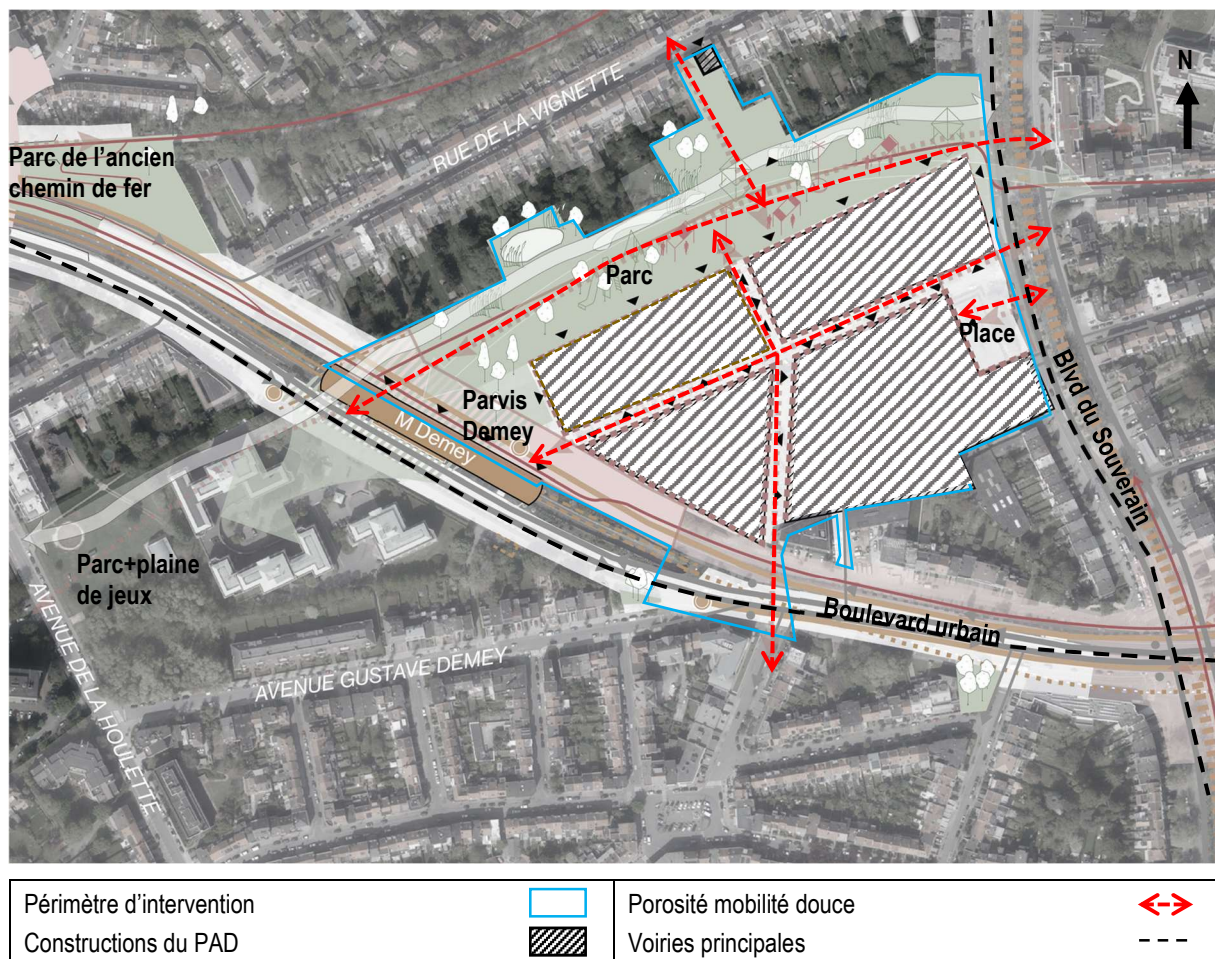 N
RUE DE LA VIGNETTE
Parc de l'ancien
chemin de fer
Parc
Place
Parvis
Demey
M Demey
Blvd du Souverain
Parc+plaine
de jeux
Boulevard urbain
AVENUE GUSTAVE DEMEY
AVENUE DE LA HOULETTE
Périmètre d'intervention
Porosité mobilité douce
Constructions du PAD
Voiries principales